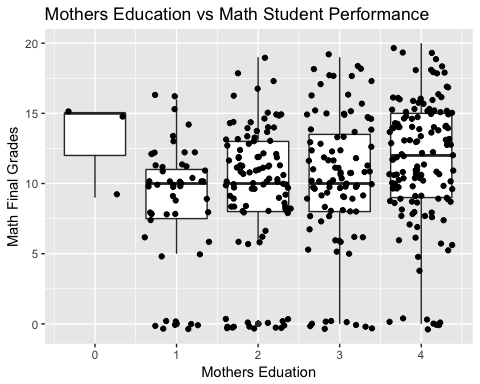 Mothers Education vs Math Student Performance
20
15
10
5
0
Math Final Grades
0 1 2 3 4
Mothers Eduation